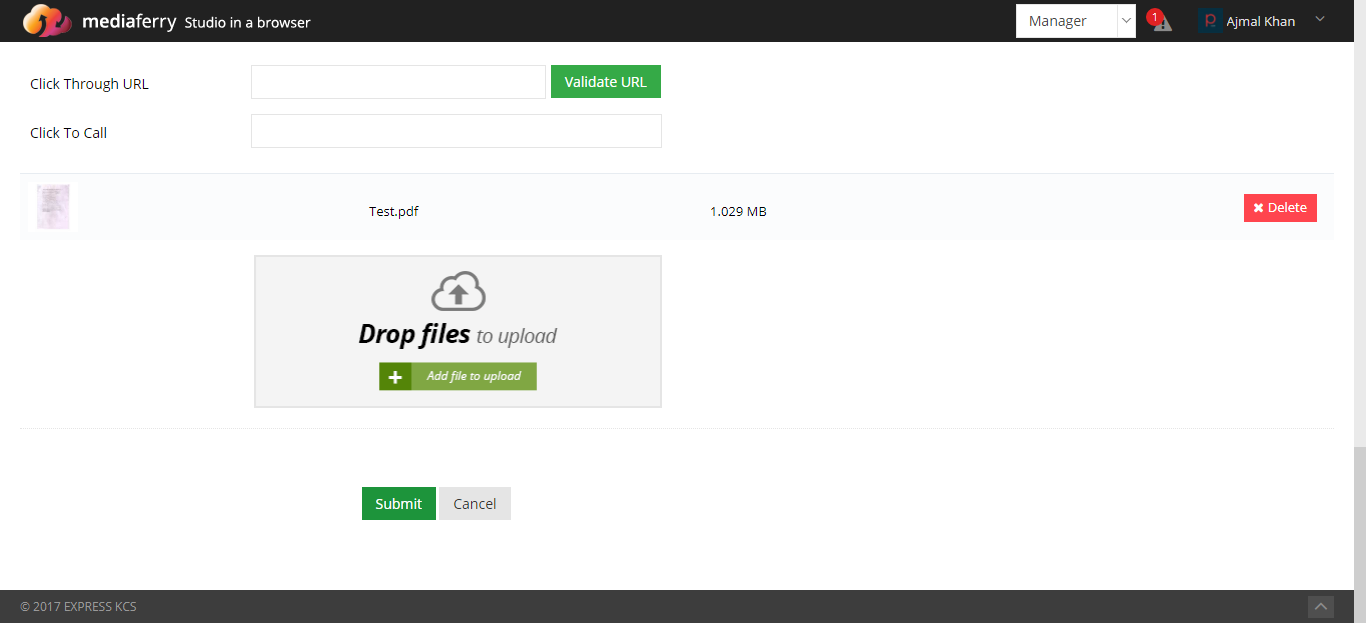 mediaferry Studio in a browser
Manager
1
Ajmal Khan
Click Through URL
Validate URL
Click To Call
Test.pdf 1.029 MB Delete
Drop files to upload
Add file to upload
Submit Cancel
© 2017 EXPRESS KCS